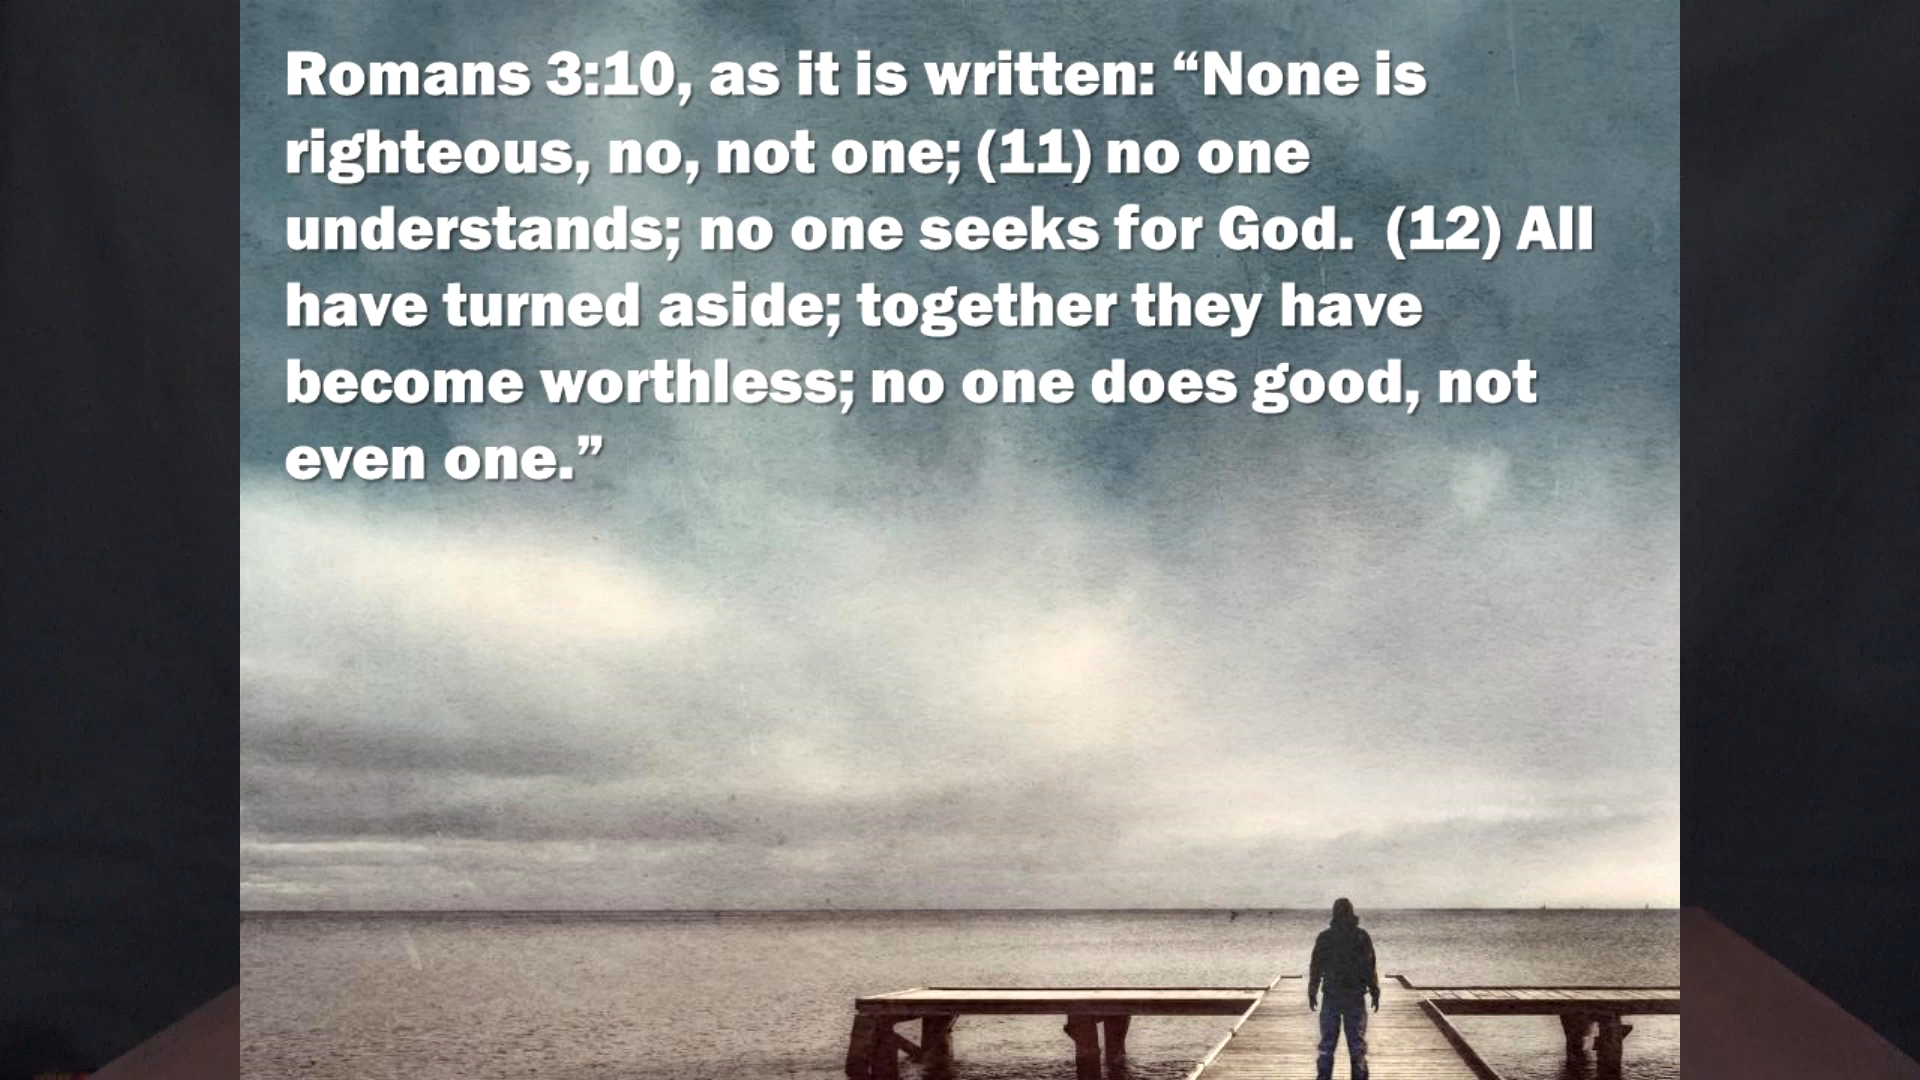 Romans 3:10, as it is written: “None is
righteous, no, not one; (11) no one
understands; no one seeks for God.  (12) All
have turned aside; together they have
become worthless; no one does good, not
even one.”